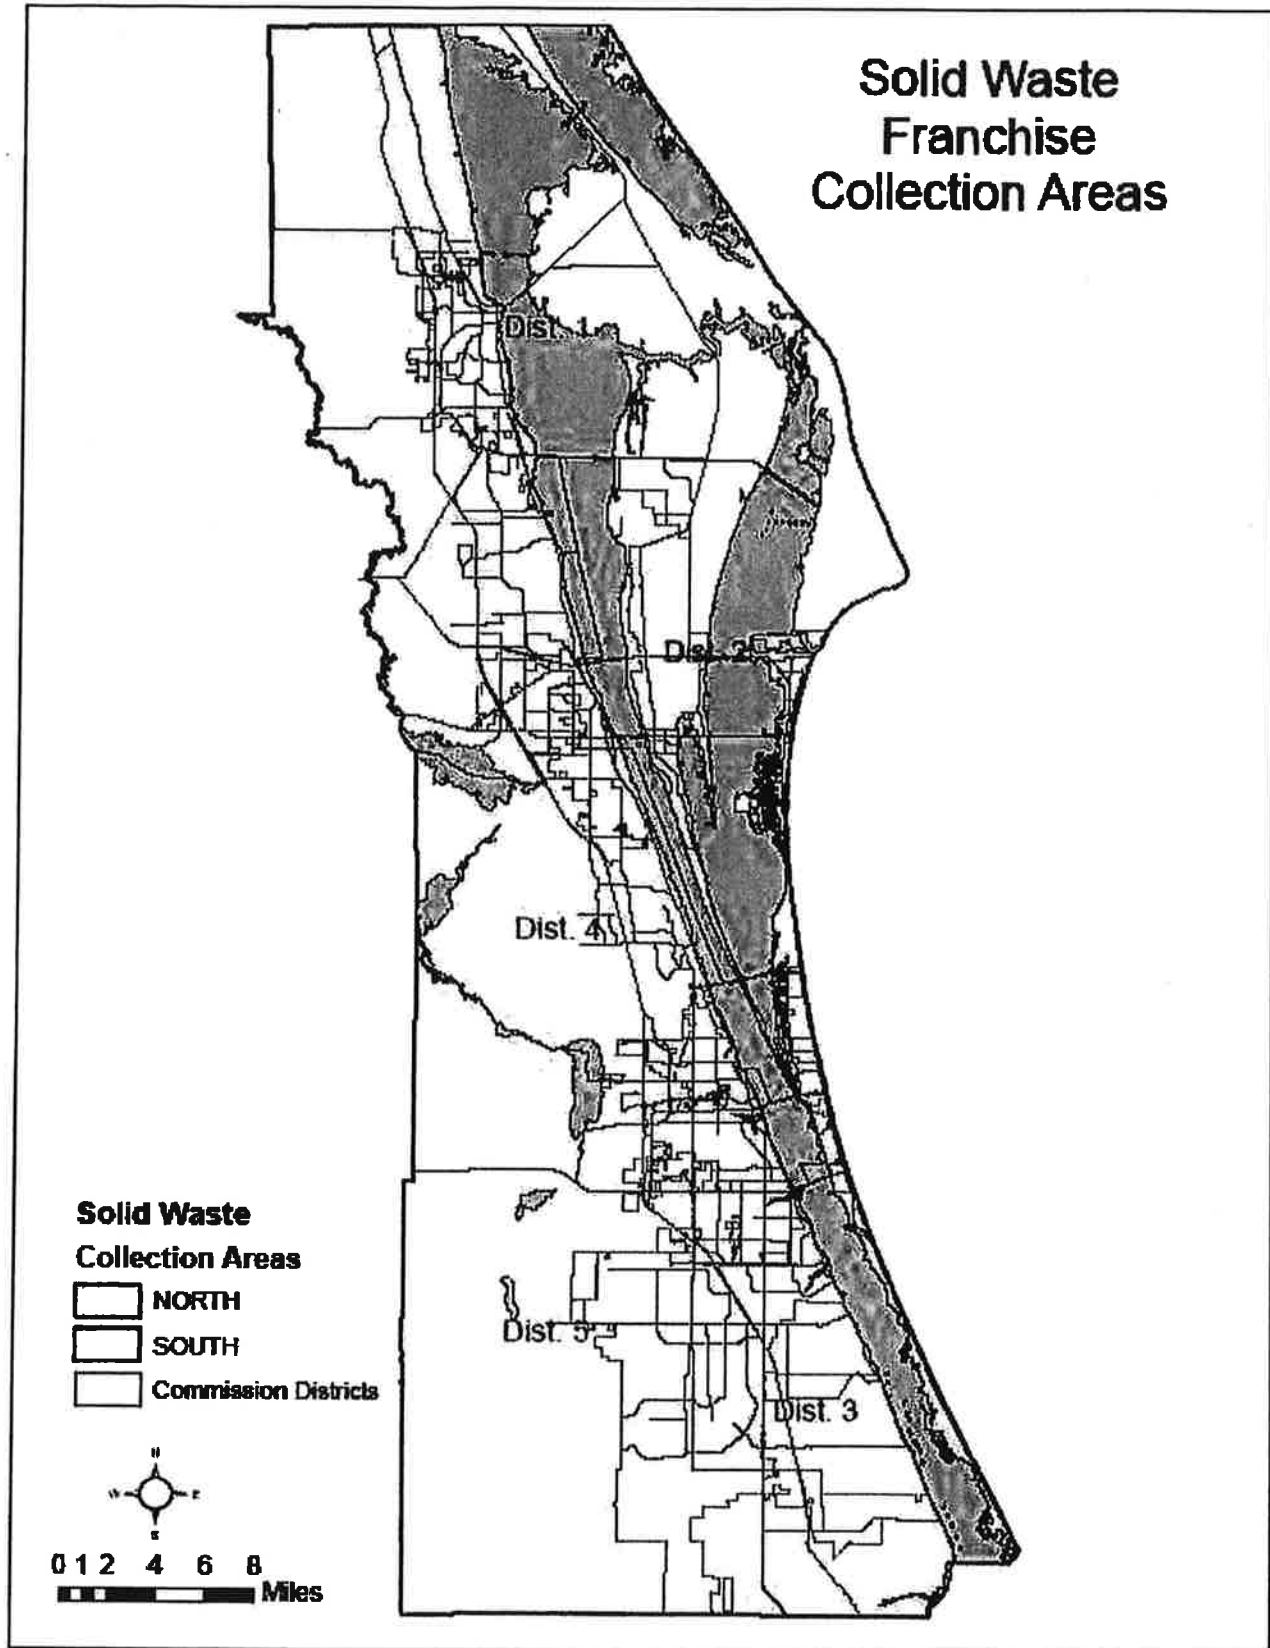 Solid Waste
Franchise
Collection Areas
Dist. 1
Dist. 2
Dist. 4
Dist. 5
Dist. 3
Solid Waste
Collection Areas
NORTH
SOUTH
Commission Districts
N
W
E
S
0 1 2 4 6 8
Miles